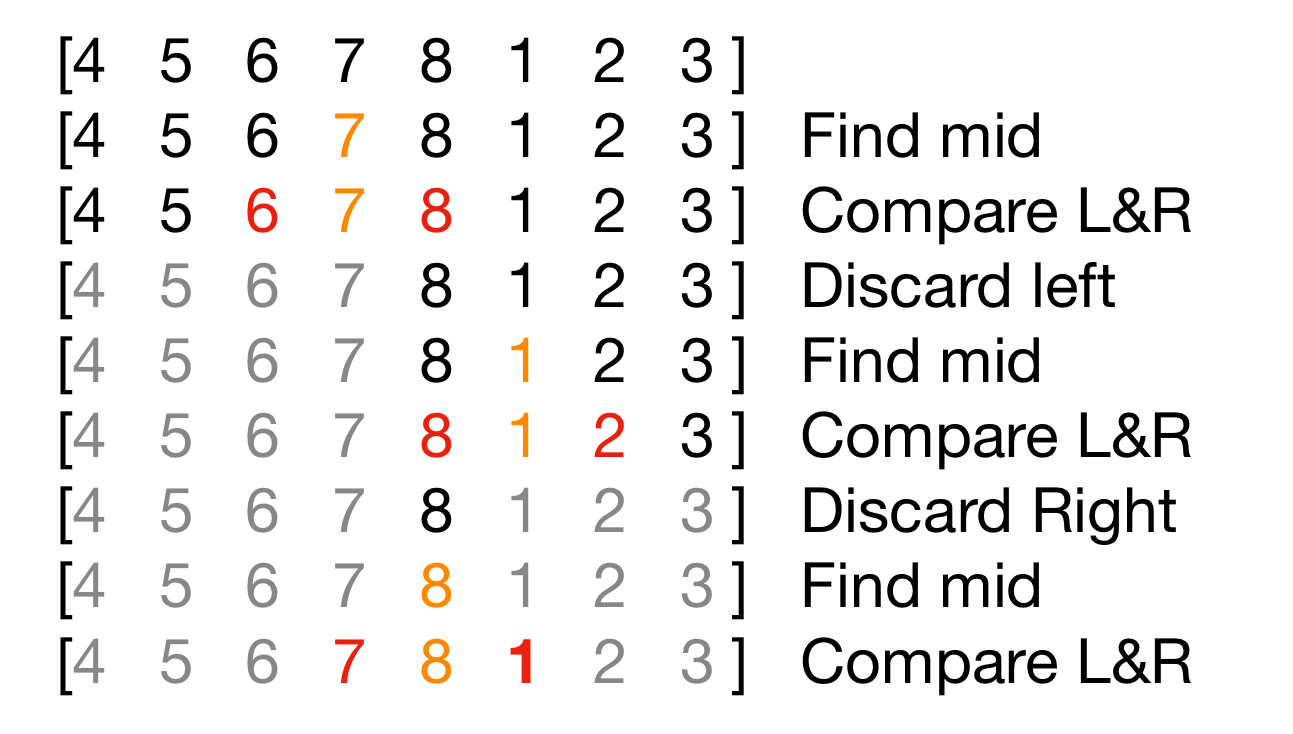 [4 5 6 7 8 1 2 3 ]
[4 5 6 7 8 1 2 3 ] Find mid
[4 5 6 7 8 1 2 3 ] Compare L&R
[4 5 6 7 8 1 2 3 ] Discard left
[4 5 6 7 8 1 2 3 ] Find mid
[4 5 6 7 8 1 2 3 ] Compare L&R
[4 5 6 7 8 1 2 3 ] Discard Right
[4 5 6 7 8 1 2 3 ] Find mid
[4 5 6 7 8 1 2 3 ] Compare L&R